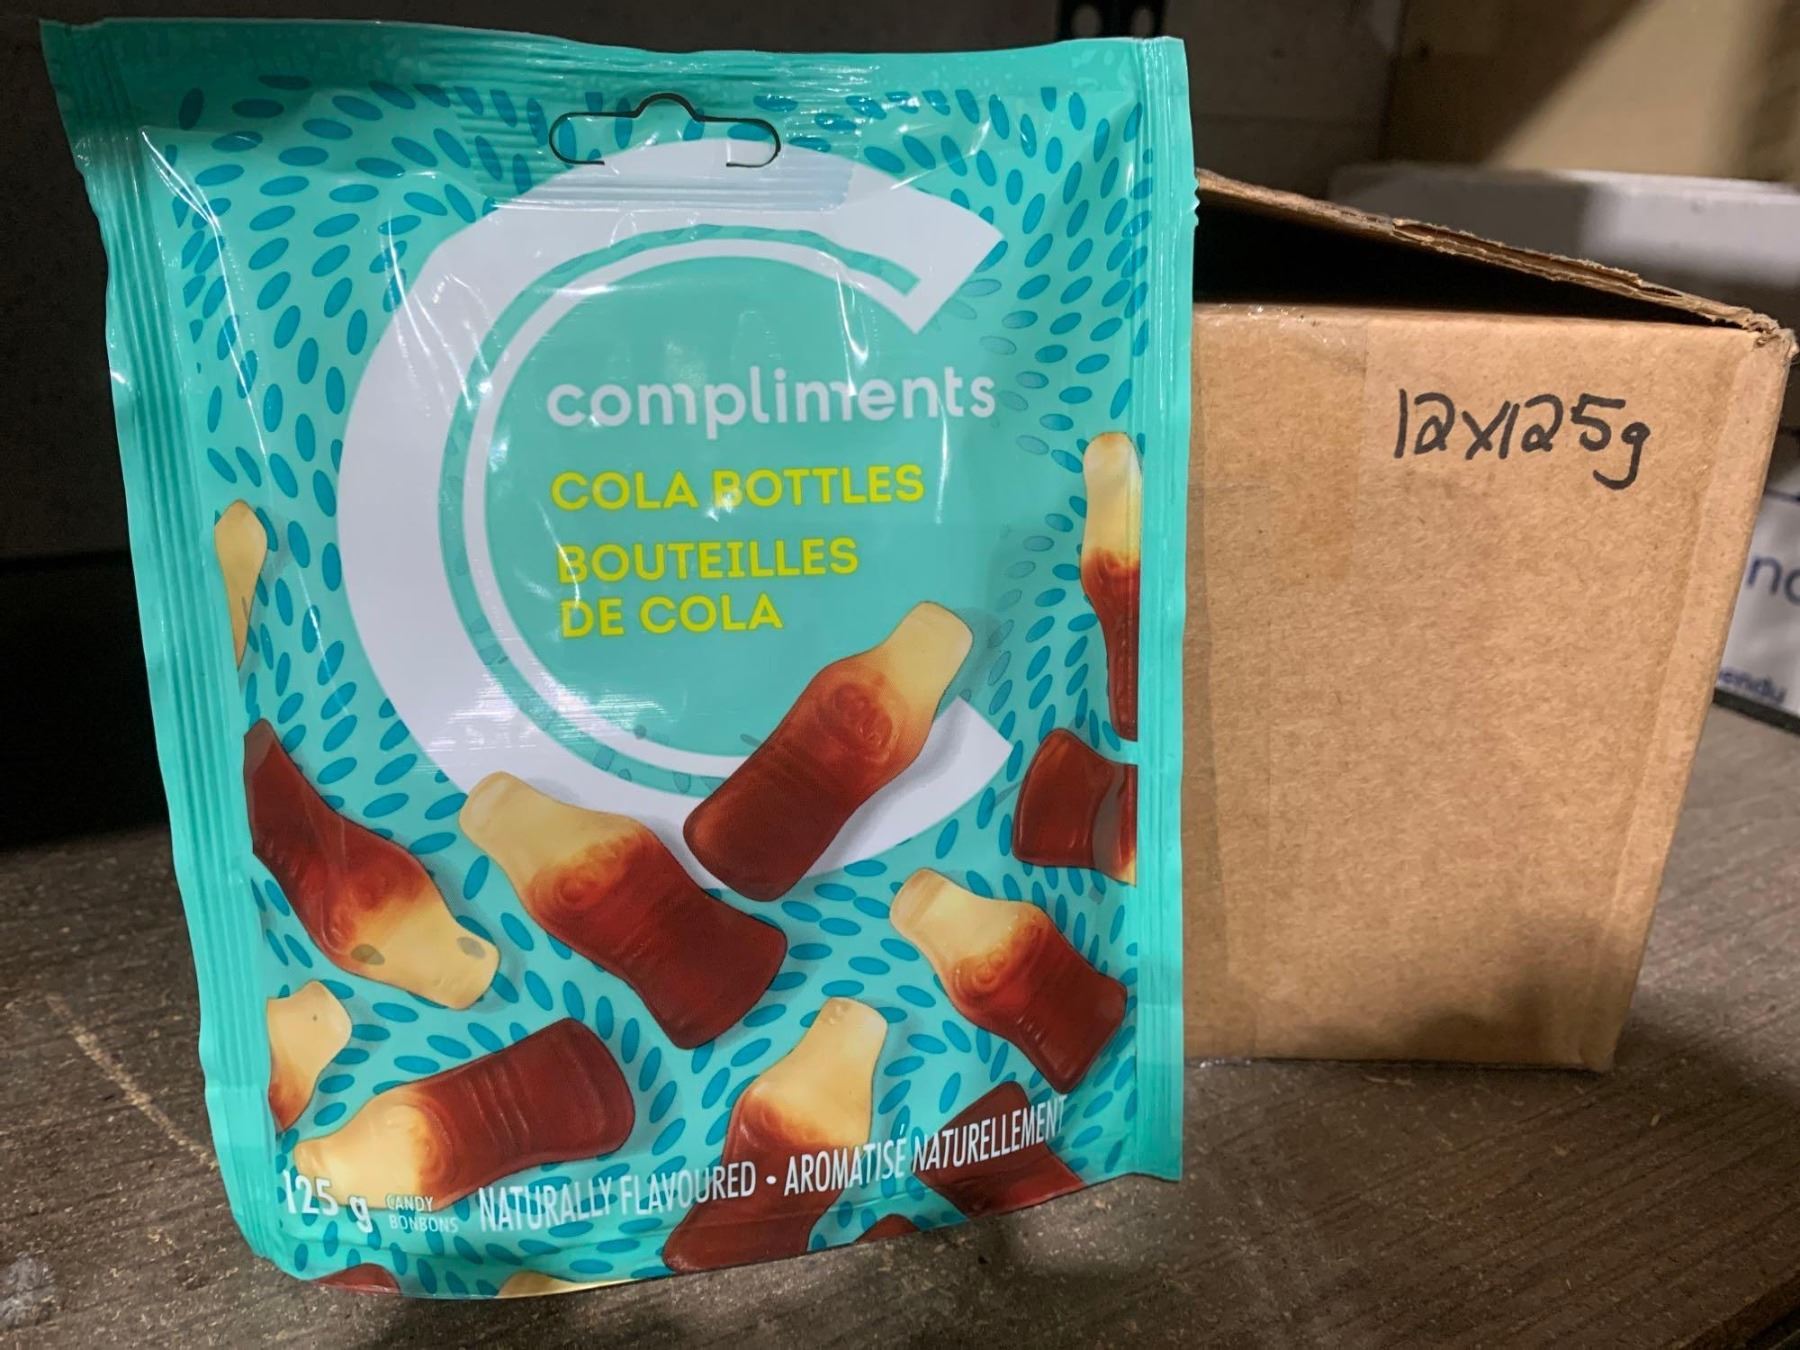 compliments
COLA BOTTLES
BOUTEILLES
DE COLA
125 g
CANDY
BONBONS
NATURALLY FLAVOURED • AROMATISÉ NATURELLEMENT
12x125g